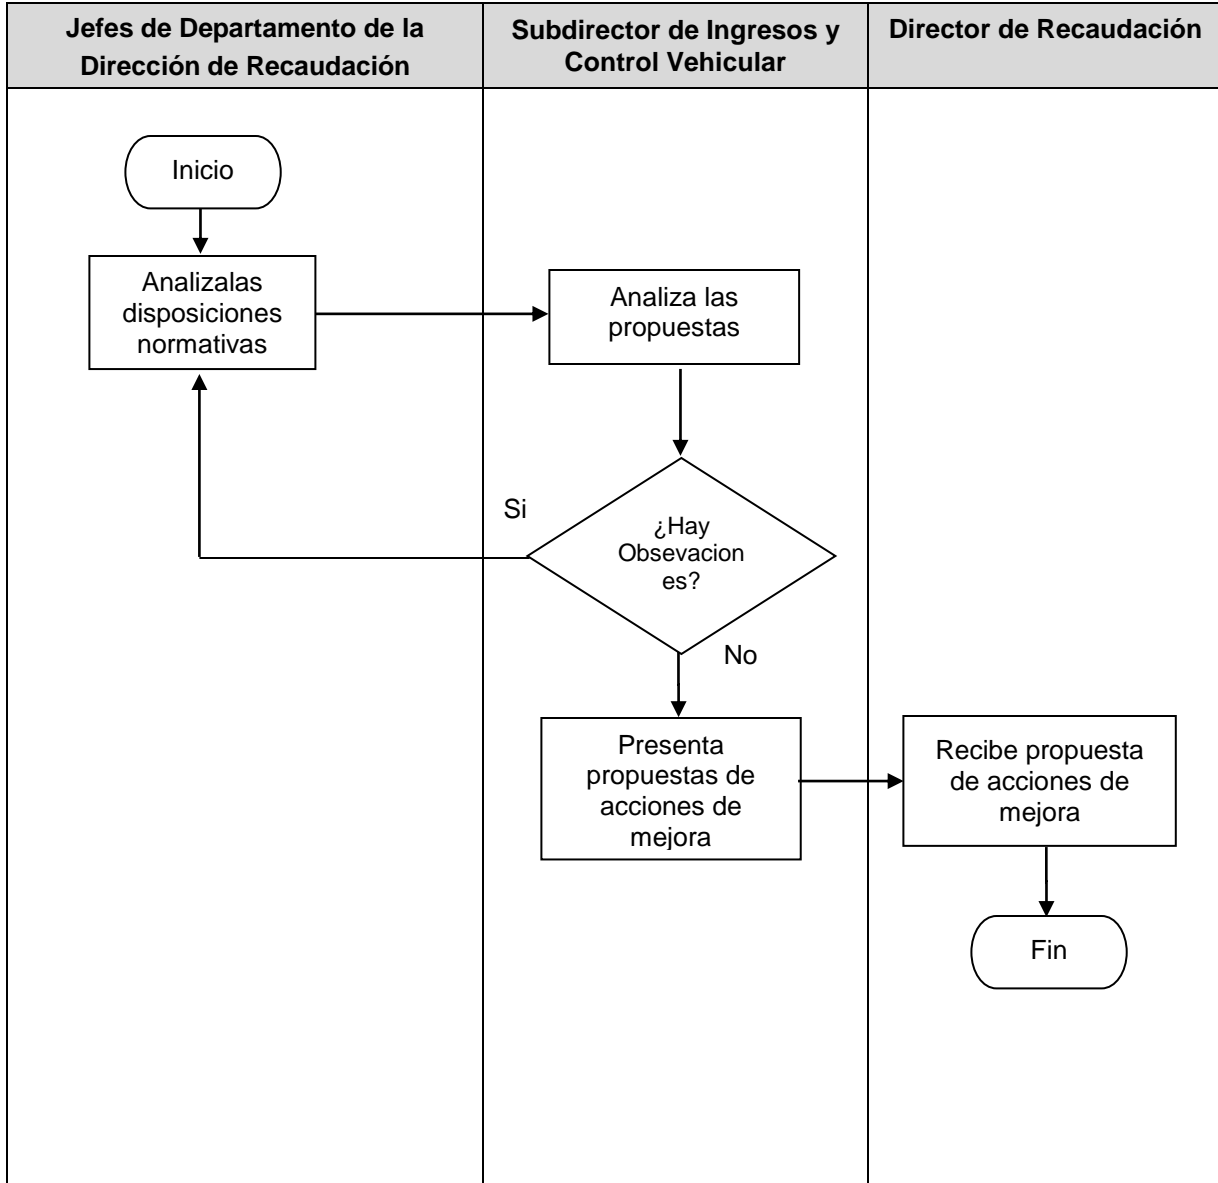 Jefes de Departamento de la
Dirección de Recaudación
Subdirector de Ingresos y
Control Vehicular
Director de Recaudación
Inicio
Analizalas
disposiciones
normativas
Analiza las
propuestas
Si
¿Hay
Obsevacion
es?
No
Presenta
propuestas de
acciones de
mejora
Recibe propuesta
de acciones de
mejora
Fin